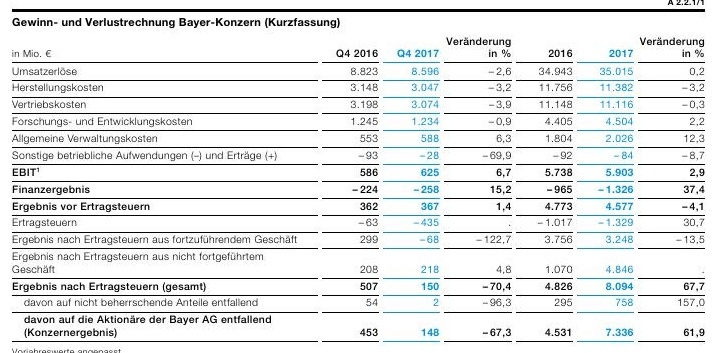 A 2.2.1/1
Gewinn- und Verlustrechnung Bayer-Konzern (Kurzfassung)
Veränderung Veränderung
in Mio. € Q4 2016 Q4 2017 in % 2016 2017 in %
Umsatzerlöse 8.823 8.596 –2,6 34.943 35.015 0,2
Herstellungskosten 3.148 3.047 –3,2 11.756 11.382 –3,2
Vertriebskosten 3.198 3.074 –3,9 11.148 11.116 –0,3
Forschungs- und Entwicklungskosten 1.245 1.234 –0,9 4.405 4.504 2,2
Allgemeine Verwaltungskosten 553 588 6,3 1.804 2.026 12,3
Sonstige betriebliche Aufwendungen (–) und Erträge (+) –93 –28 –69,9 –92 –84 –8,7
EBIT¹ 586 625 6,7 5.738 5.903 2,9
Finanzergebnis –224 –258 15,2 –965 –1.326 37,4
Ergebnis vor Ertragsteuern 362 367 1,4 4.773 4.577 –4,1
Ertragsteuern –63 –435 . –1.017 –1.329 30,7
Ergebnis nach Ertragsteuern aus fortzuführendem Geschäft 299 –68 –122,7 3.756 3.248 –13,5
Ergebnis nach Ertragsteuern aus nicht fortgeführtem
Geschäft 208 218 4,8 1.070 4.846 .
Ergebnis nach Ertragsteuern (gesamt) 507 150 –70,4 4.826 8.094 67,7
davon auf nicht beherrschende Anteile entfallend 54 2 –96,3 295 758 157,0
davon auf die Aktionäre der Bayer AG entfallend
(Konzernergebnis) 453 148 –67,3 4.531 7.336 61,9
Vorjahreswerte angepasst